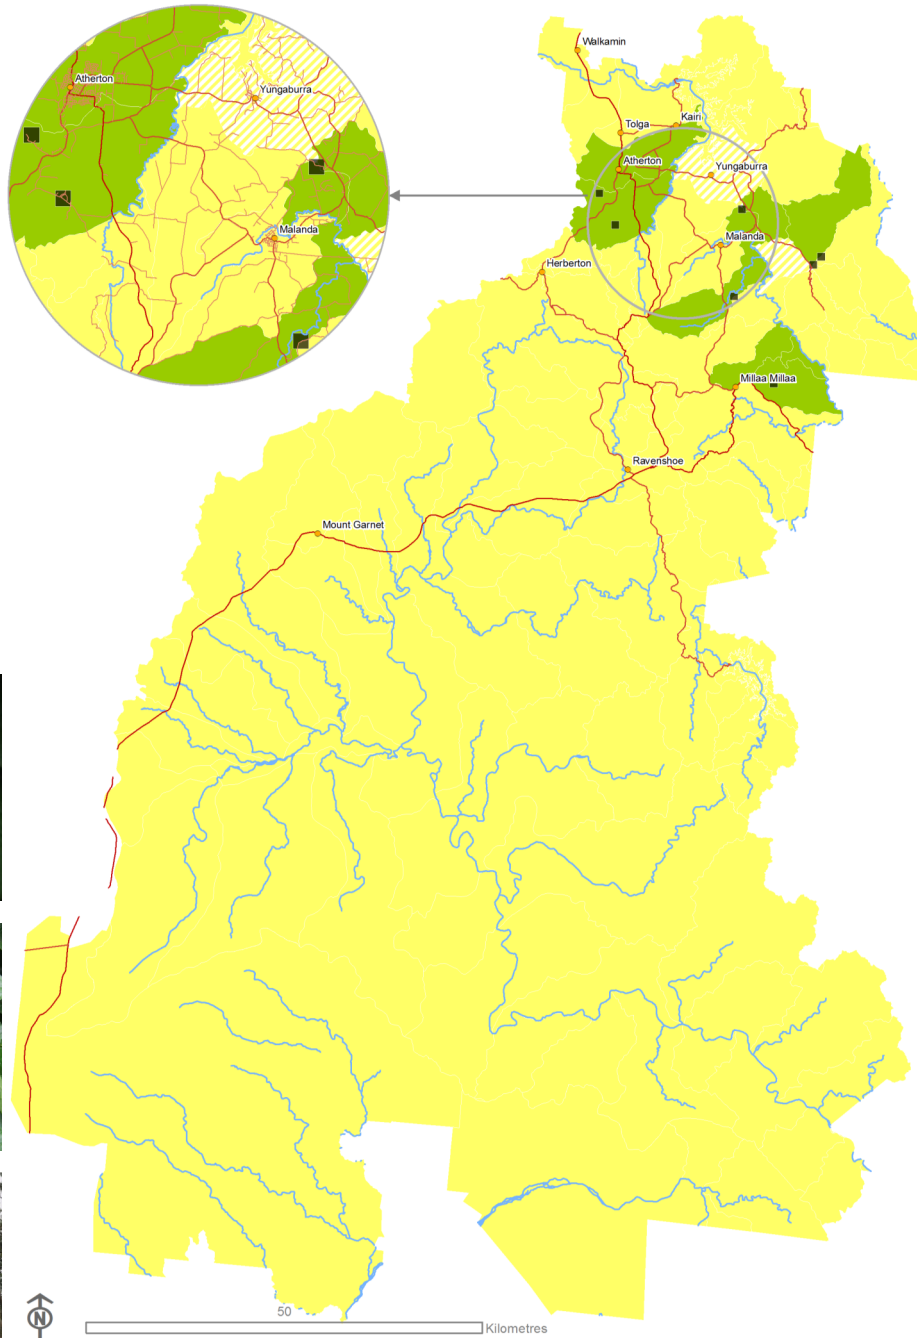 Walkamin
Atherton
Yungaburra
Malanda
Tolga
Kairi
Atherton
Yungaburra
Malanda
Herberton
Millaa Millaa
Ravenshoe
Mount Garnet
N
50
Kilometres